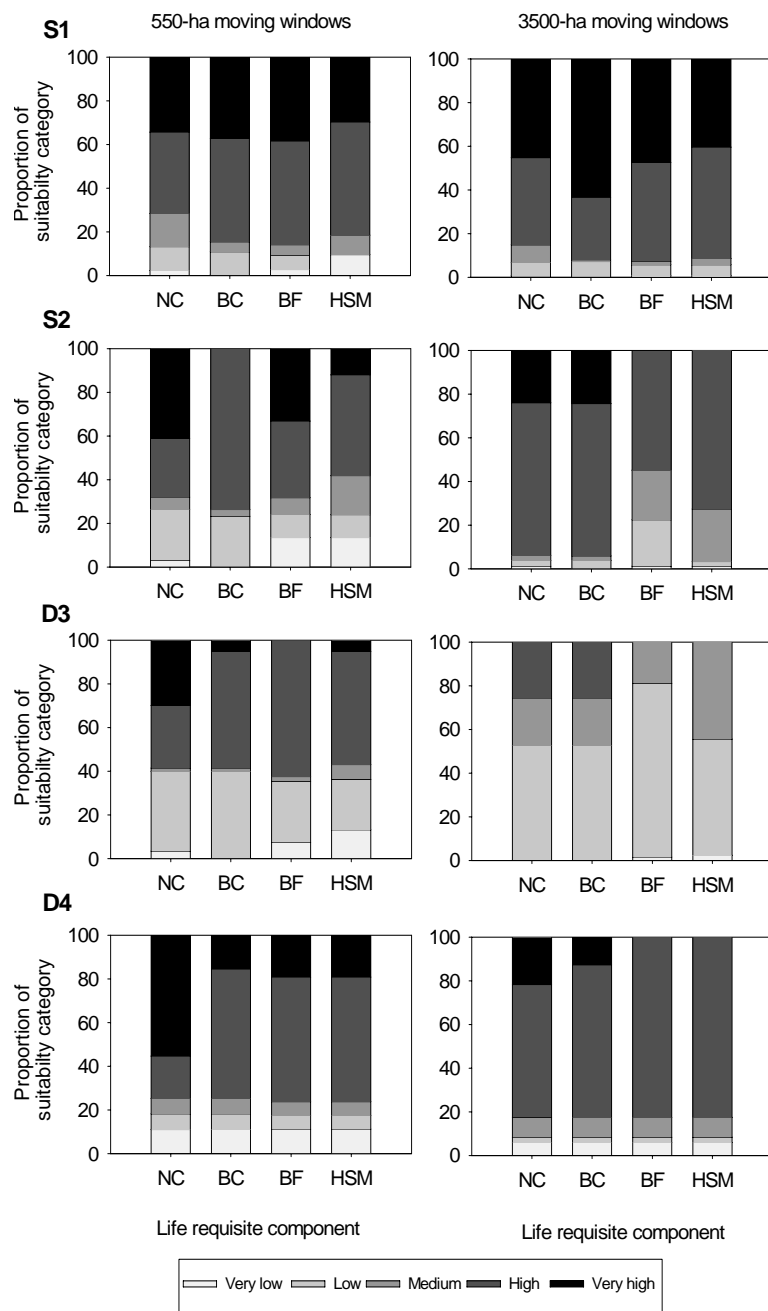 550-ha moving windows
3500-ha moving windows
S1
Proportion of
suitabilty category
100
80
60
40
20
0
NC BC BF HSM
100
80
60
40
20
0
NC BC BF HSM
S2
Proportion of
suitabilty category
100
80
60
40
20
0
NC BC BF HSM
100
80
60
40
20
0
NC BC BF HSM
D3
Proportion of
suitabilty category
100
80
60
40
20
0
NC BC BF HSM
100
80
60
40
20
0
NC BC BF HSM
D4
Proportion of
suitabilty category
100
80
60
40
20
0
NC BC BF HSM
100
80
60
40
20
0
NC BC BF HSM
Life requisite component
Life requisite component
Very low Low Medium High Very high